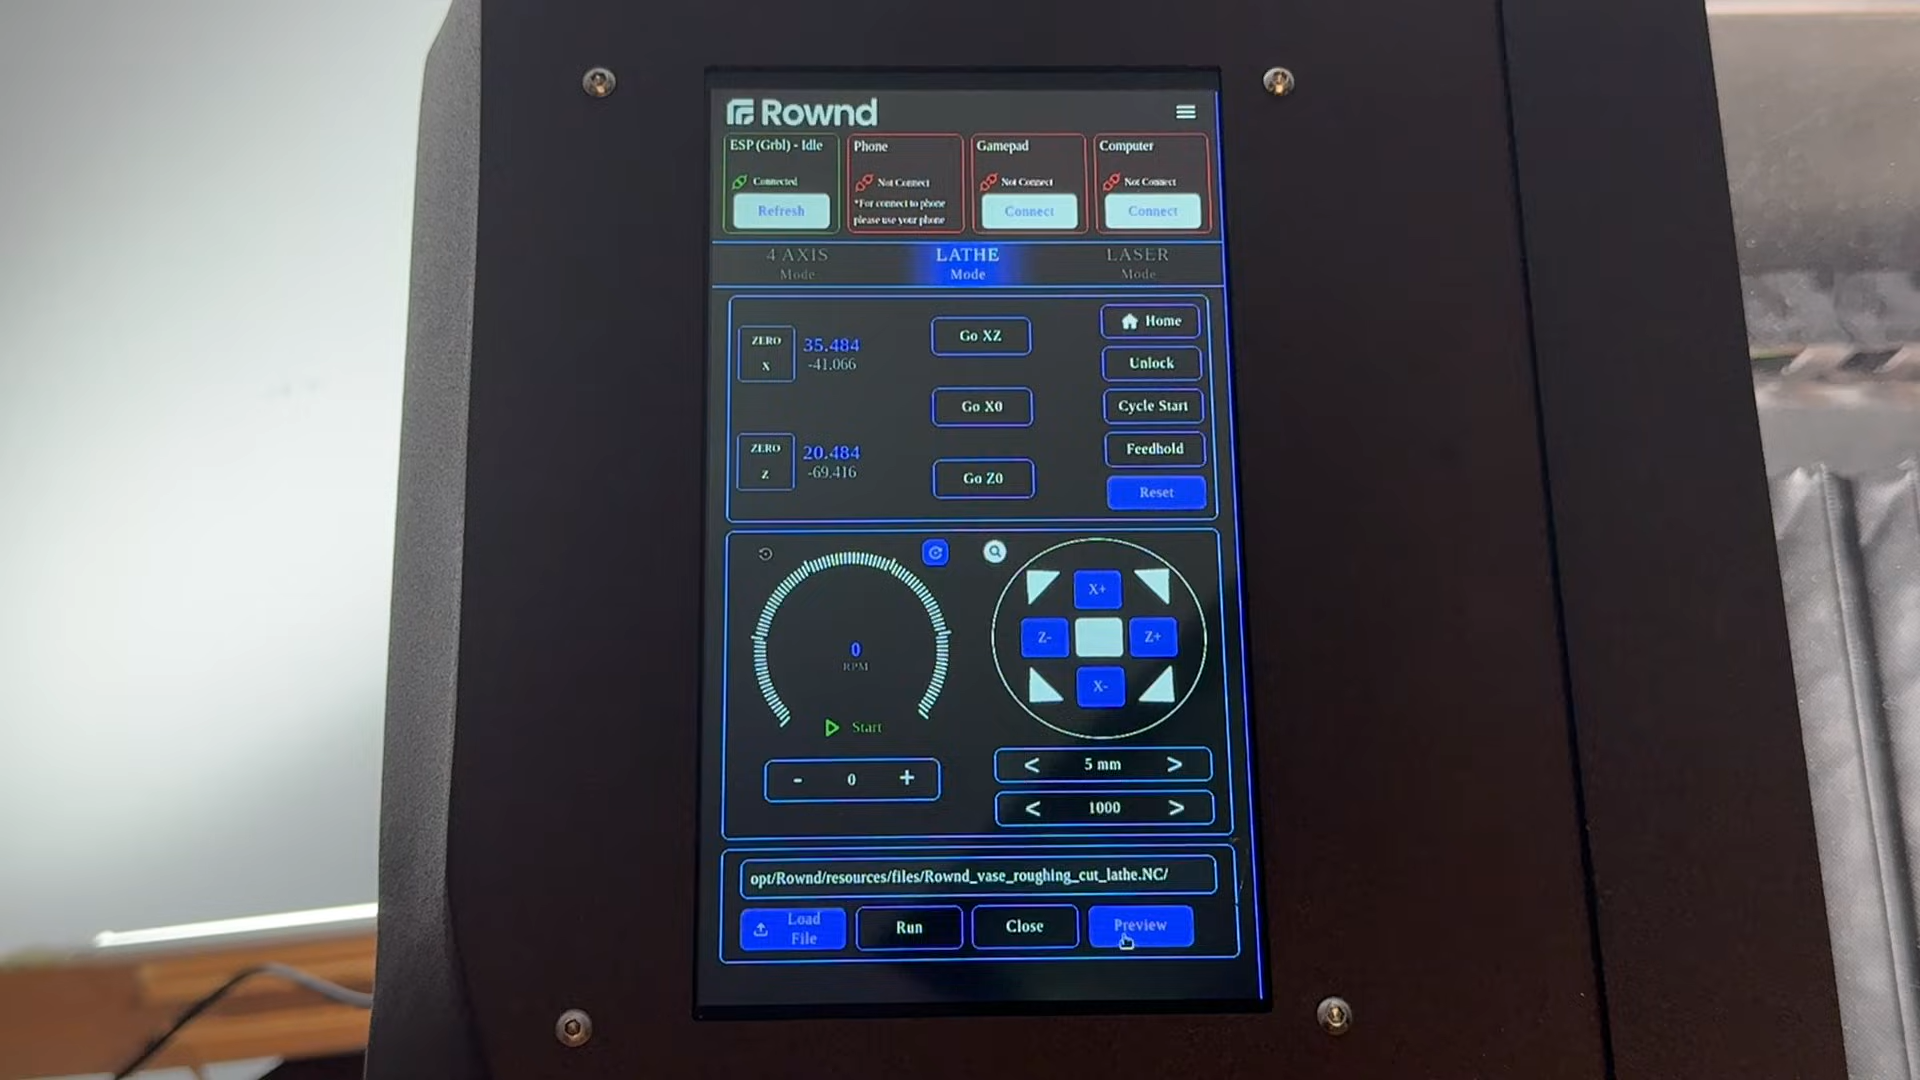 Rownd
ESP (Grbl) - Idle
Connected
Refresh
Phone
Not Connect
*For connect to phone
please use your phone
Gamepad
Not Connect
Connect
Computer
Not Connect
Connect
4 AXIS
Mode
LATHE
Mode
LASER
Mode
ZERO
X
35.484
-41.066
Go XZ
Home
Unlock
Go X0
Cycle Start
ZERO
Z
20.484
-69.416
Feedhold
Go Z0
Reset
0
RPM
Start
- 0 +
X+
Z-
Z+
X-
< 5 mm >
< 1000 >
opt/Rownd/resources/files/Rownd_vase_roughing_cut_lathe.NC/
Load
File
Run
Close
Preview